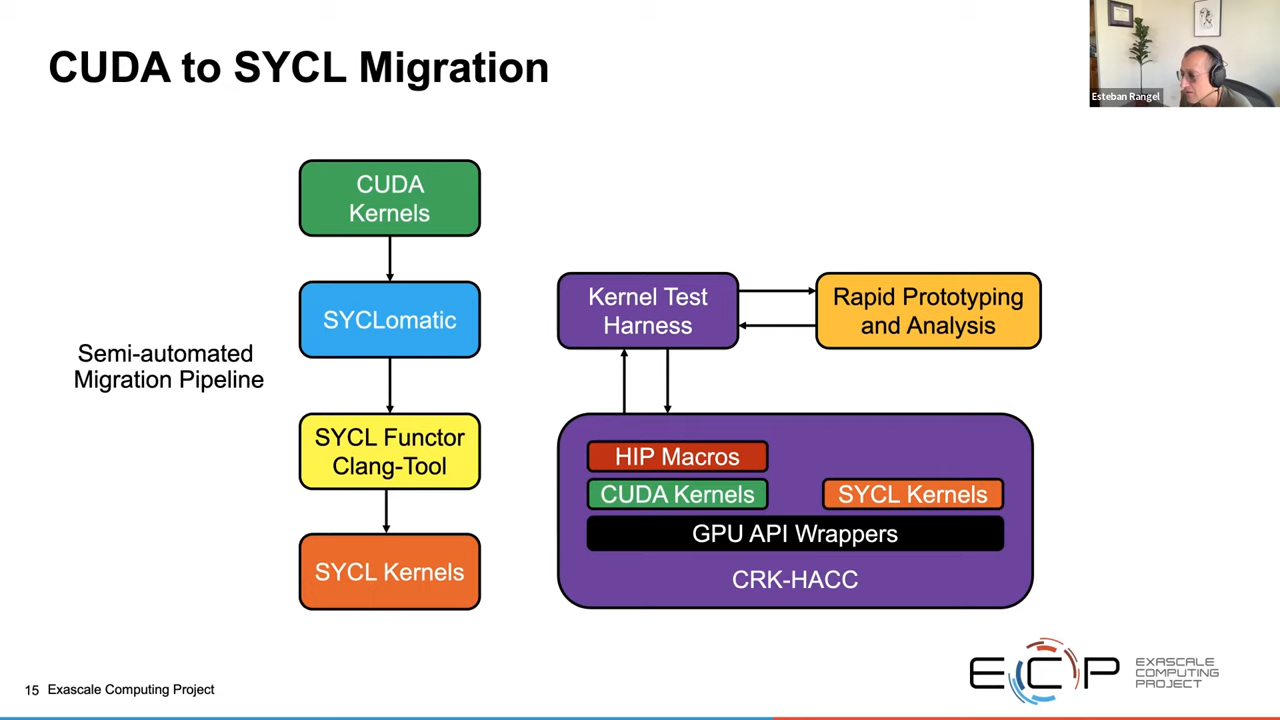 CUDA to SYCL Migration
Esteban Rangel
CUDA
Kernels
SYCLomatic
Semi-automated
Migration Pipeline
SYCL Functor
Clang-Tool
SYCL Kernels
Kernel Test
Harness
Rapid Prototyping
and Analysis
HIP Macros
CUDA Kernels
SYCL Kernels
GPU API Wrappers
CRK-HACC
ECP
EXASCALE
COMPUTING
PROJECT
15 Exascale Computing Project